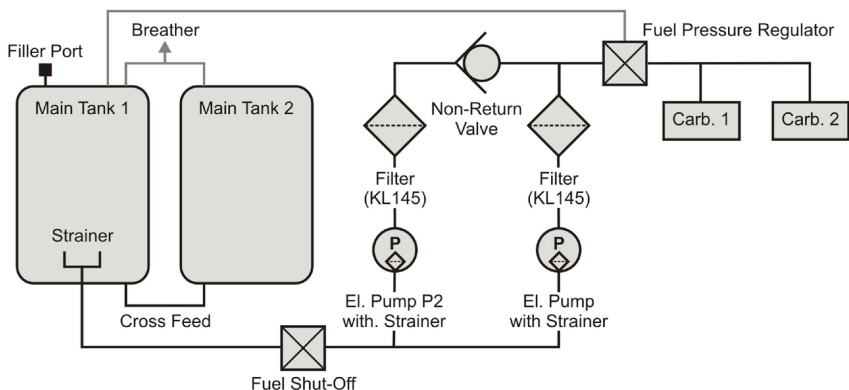 Breather
Fuel Pressure Regulator
Filler Port
Main Tank 1
Main Tank 2
Non-Return
Valve
Carb. 1
Carb. 2
Filter
(KL145)
Filter
(KL145)
Strainer
P
P
El. Pump P2
with. Strainer
El. Pump
with Strainer
Cross Feed
Fuel Shut-Off